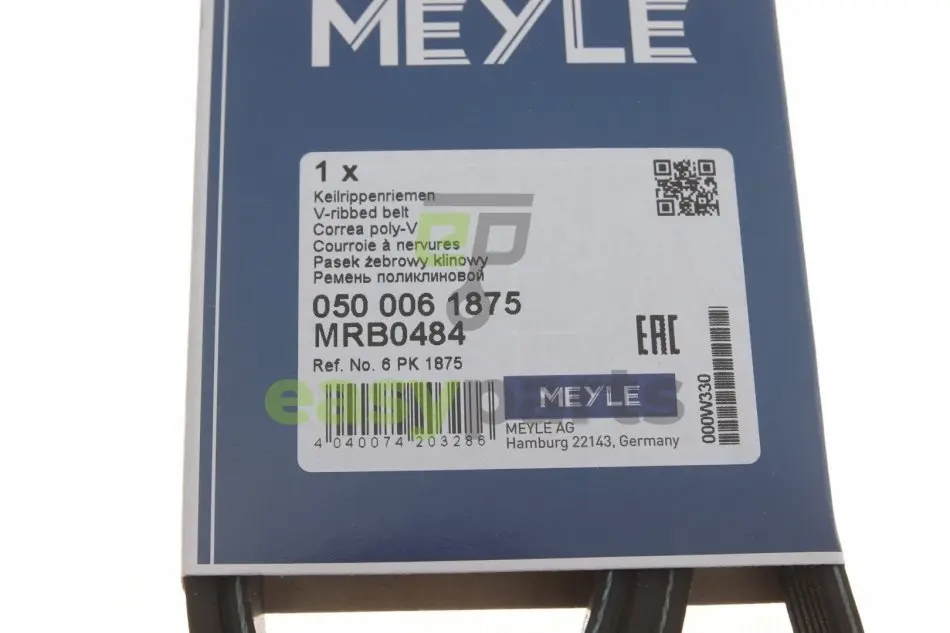 MEYLE
1 x
Keilrippenriemen
V-ribbed belt
Correa poly-V
Courroie à nervures
Pasek żebrowy klinowy
Ремень поликлиновой
050 006 1875
MRB0484
Ref. No. 6 PK 1875
EAC
easyparts
MEYLE
4 040074 203286
MEYLE AG
Hamburg 22143, Germany
000W330